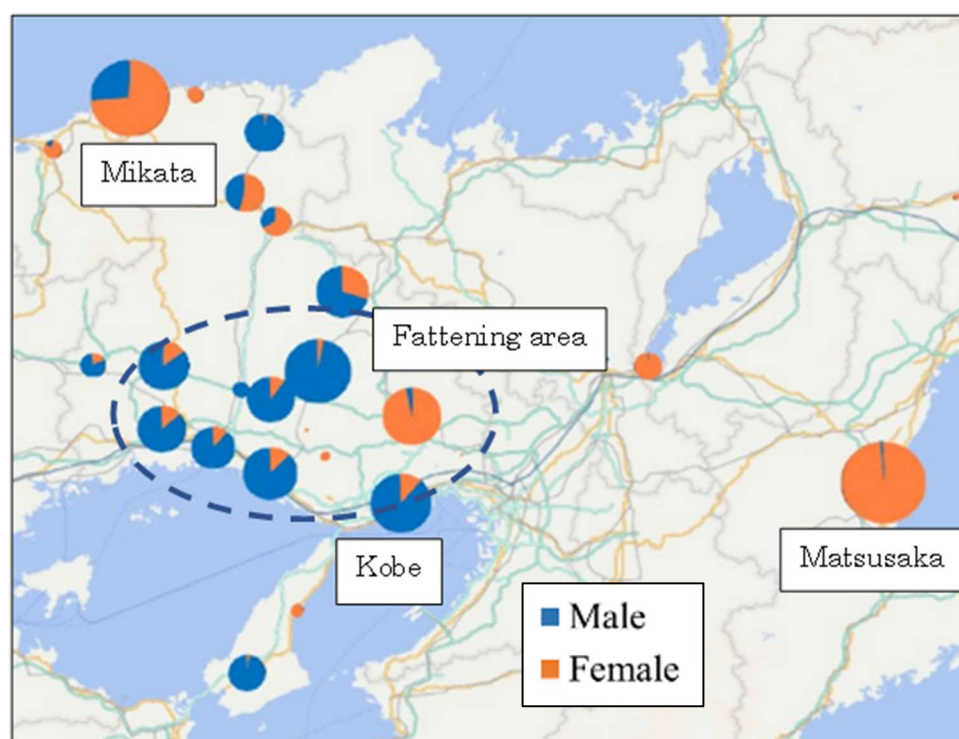 Mikata
Fattening area
Kobe
Matsusaka
Male
Female